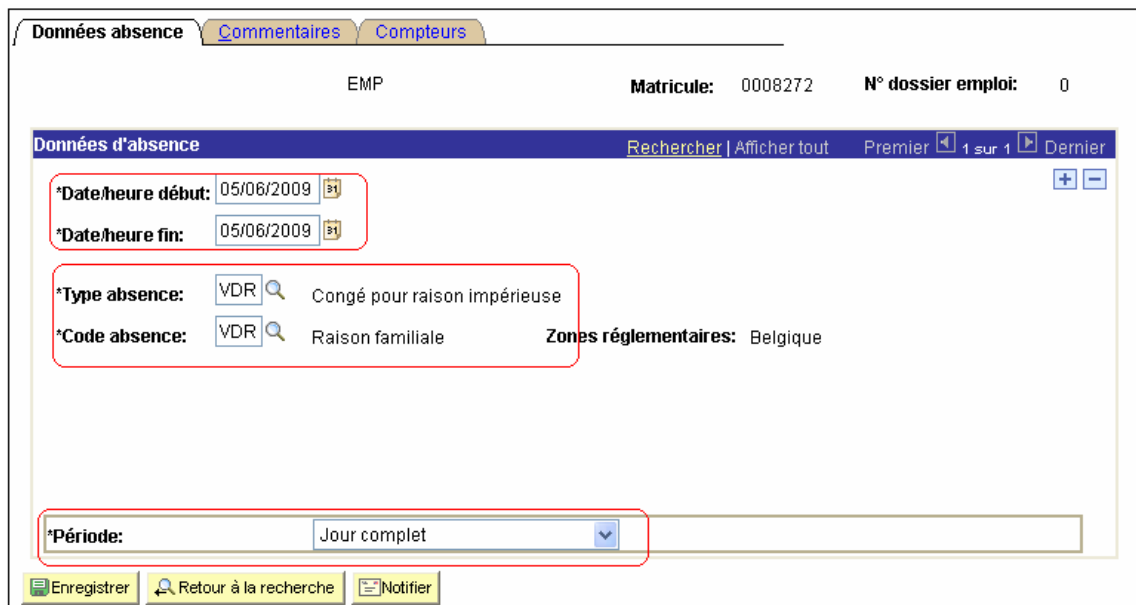 Données absence Commentaires Compteurs
EMP Matricule: 0008272 N° dossier emploi: 0
Données d'absence Rechercher | Afficher tout Premier 1 sur 1 Dernier
*Date/heure début: 05/06/2009 31
*Date/heure fin: 05/06/2009 31
*Type absence: VDR Congé pour raison impérieuse
*Code absence: VDR Raison familiale Zones réglementaires: Belgique
*Période: Jour complet
Enregistrer Retour à la recherche Notifier